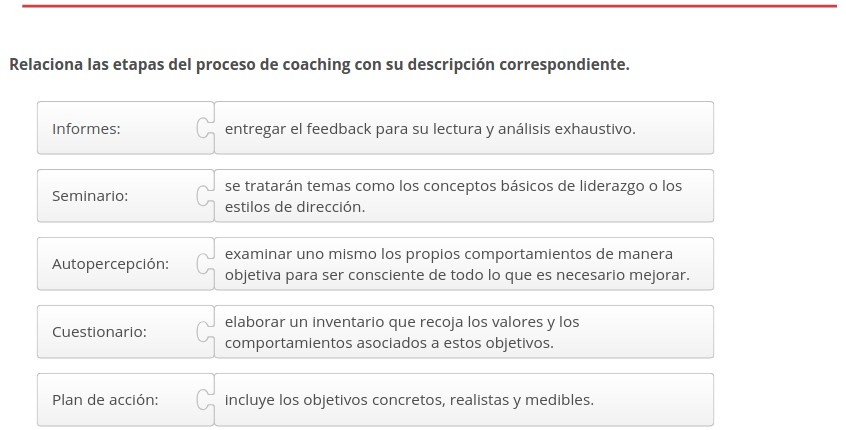 Relaciona las etapas del proceso de coaching con su descripción correspondiente.
Informes:
entregar el feedback para su lectura y análisis exhaustivo.
Seminario:
se tratarán temas como los conceptos básicos de liderazgo o los
estilos de dirección.
Autopercepción:
examinar uno mismo los propios comportamientos de manera
objetiva para ser consciente de todo lo que es necesario mejorar.
Cuestionario:
elaborar un inventario que recoja los valores y los
comportamientos asociados a estos objetivos.
Plan de acción:
incluye los objetivos concretos, realistas y medibles.